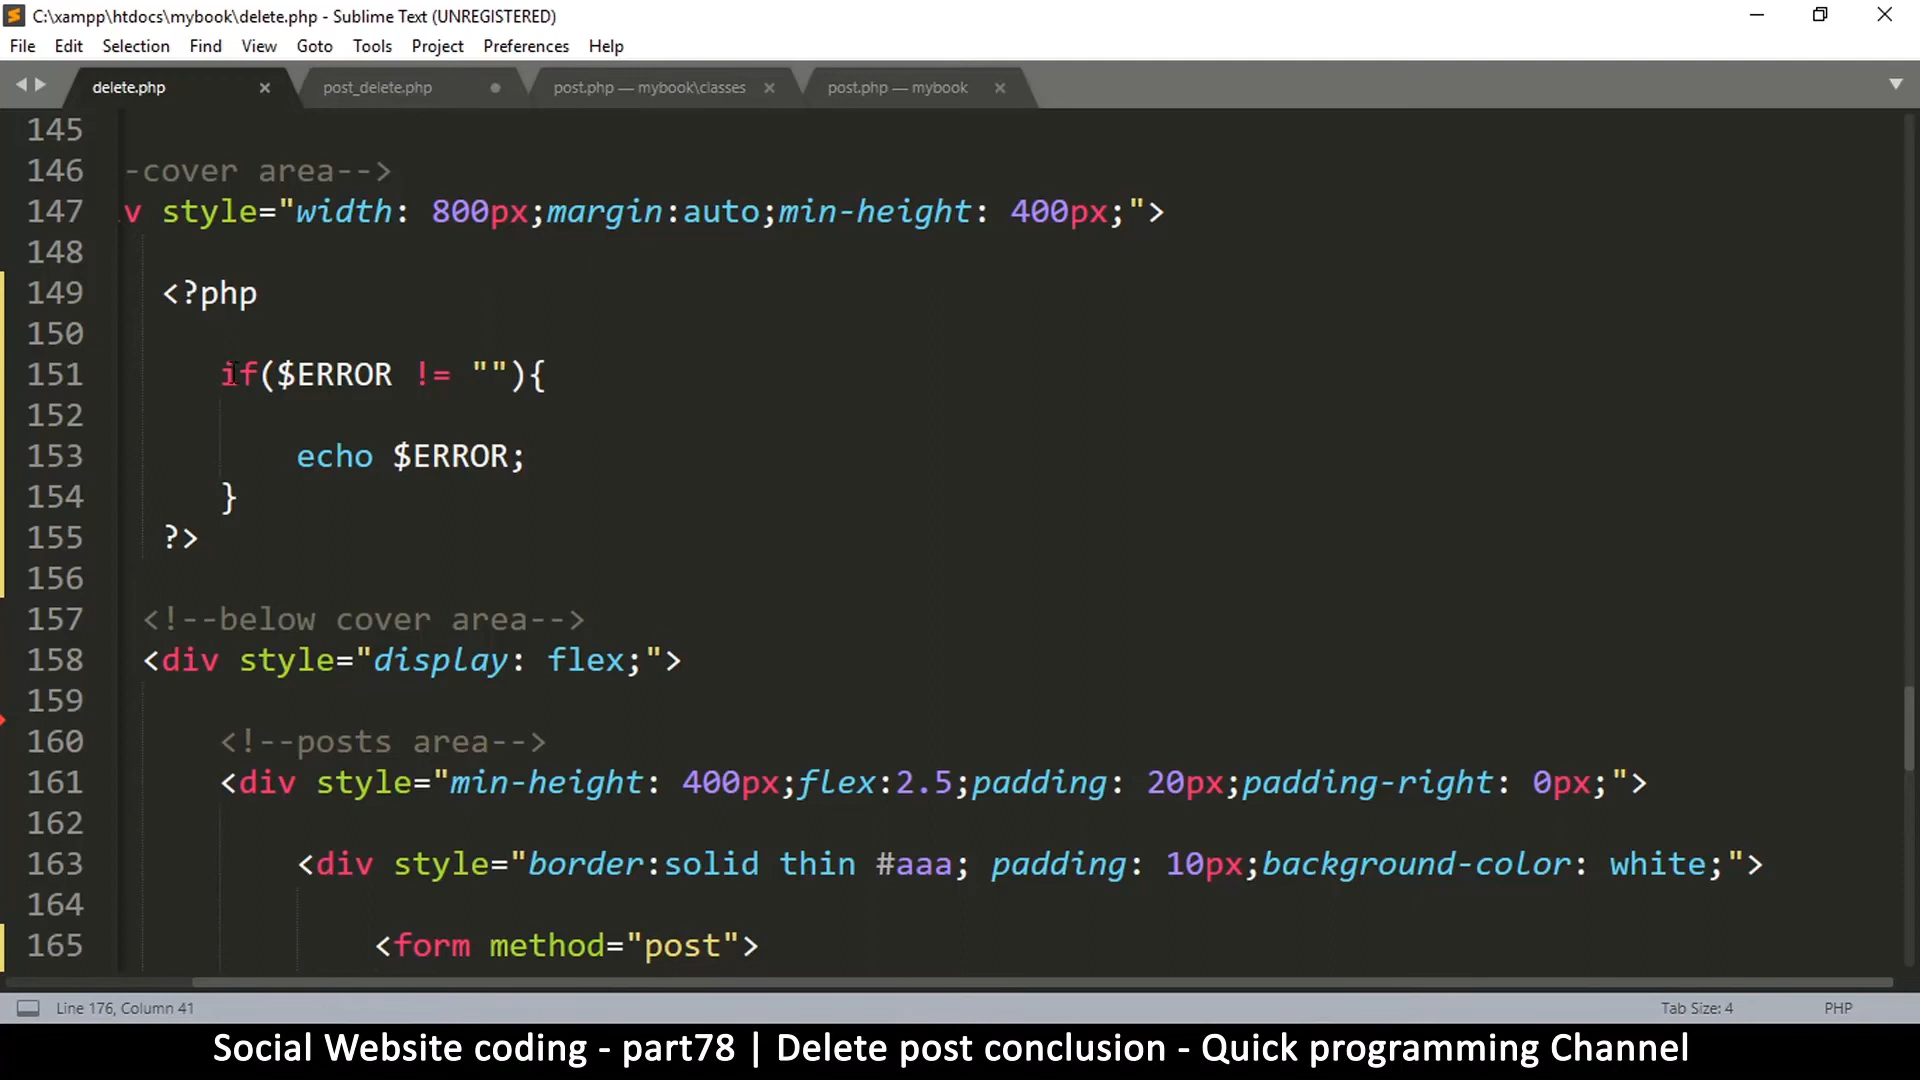 C:\xampp\htdocs\mybook\delete.php - Sublime Text (UNREGISTERED)
File Edit Selection Find View Goto Tools Project Preferences Help
delete.php post_delete.php post.php — mybook\classes post.php — mybook
145
146 -cover area-->
147 v style="width: 800px;margin:auto;min-height: 400px;">
148
149 <?php
150
151 if($ERROR != ""){
152
153 echo $ERROR;
154 }
155 ?>
156
157 <!--below cover area-->
158 <div style="display: flex;">
159
160 <!--posts area-->
161 <div style="min-height: 400px;flex:2.5;padding: 20px;padding-right: 0px;">
162
163 <div style="border:solid thin #aaa; padding: 10px;background-color: white;">
164
165 <form method="post">
Line 176, Column 41 Tab Size: 4 PHP
Social Website coding - part78 | Delete post conclusion - Quick programming Channel